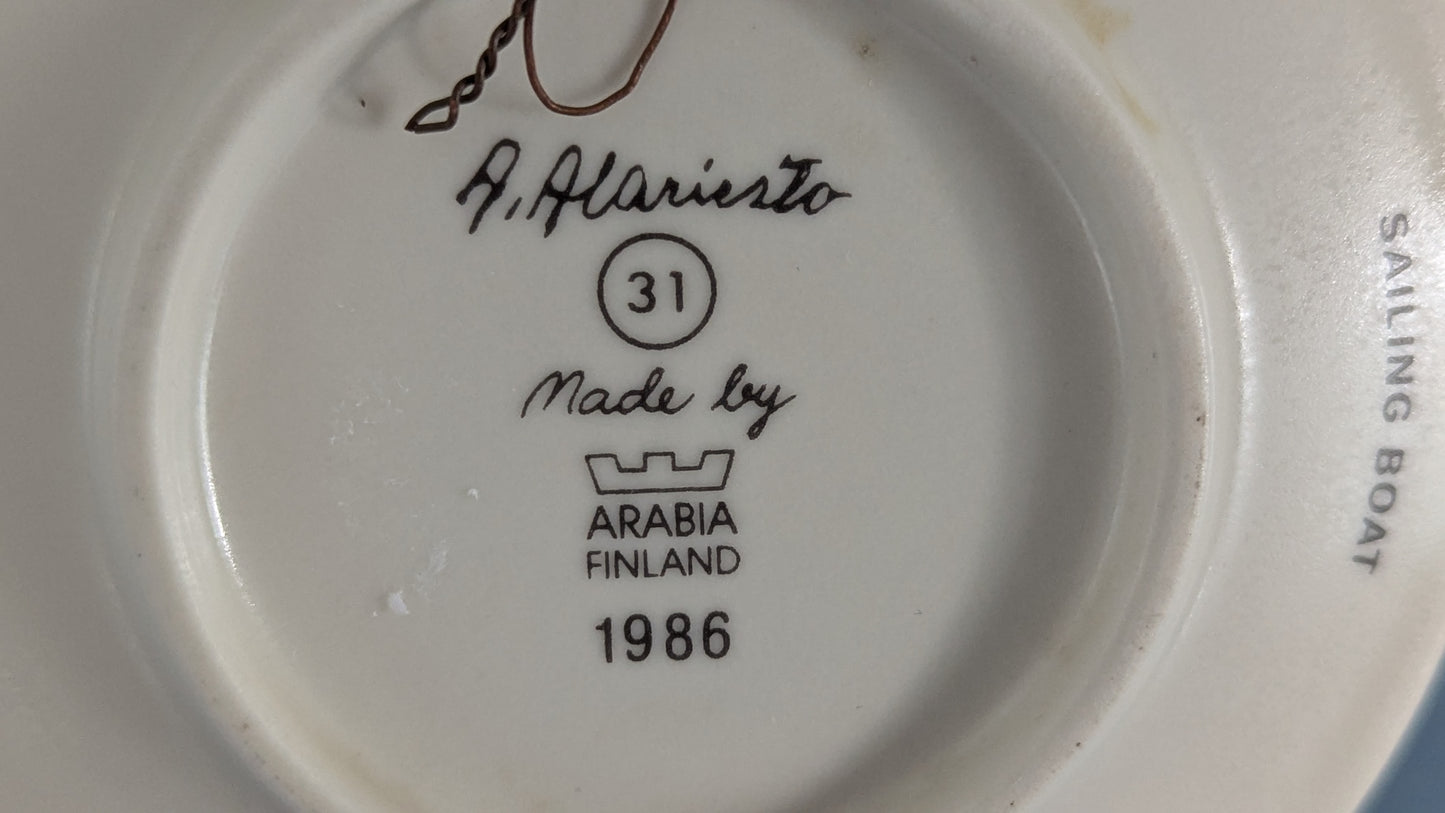 A. Alariesto
31
Made by
ARABIA
FINLAND
1986
SAILING BOAT